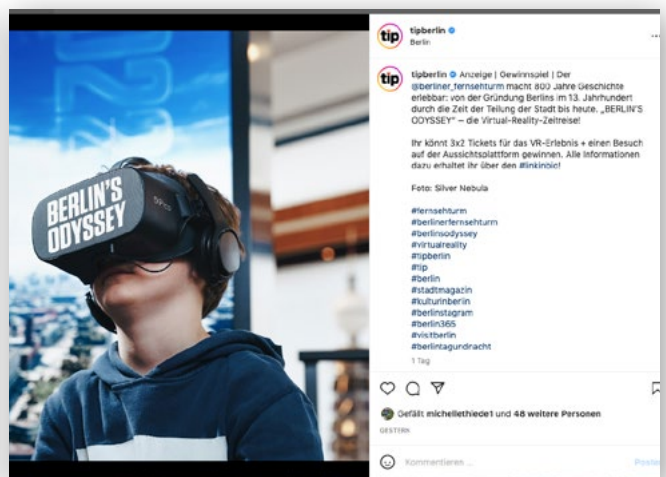 BERLIN'S
ODYSSEY
pico
tip
tipberlin
Berlin
...
tip
tipberlin Anzeige | Gewinnspiel | Der
@berliner_fernsehturm macht 800 Jahre Geschichte
erlebbar: von der Gründung Berlins im 13. Jahrhundert
durch die Zeit der Teilung der Stadt bis heute. „BERLIN'S
ODYSSEY" – die Virtual-Reality-Zeitreise!
Ihr könnt 3x2 Tickets für das VR-Erlebnis + einen Besuch
auf der Aussichtsplattform gewinnen. Alle Informationen
dazu erhaltet ihr über den #linkinbio!
Foto: Silver Nebula
#fernsehturm
#berlinerfernsehturm
#berlinsodyssey
#virtualreality
#tipberlin
#tip
#berlin
#stadtmagazin
#kulturinberlin
#berlinstagram
#berlin365
#visitberlin
#berlintagundnacht
1 Tag
Gefällt michellethiede1 und 48 weitere Personen
GESTERN
Kommentieren ...